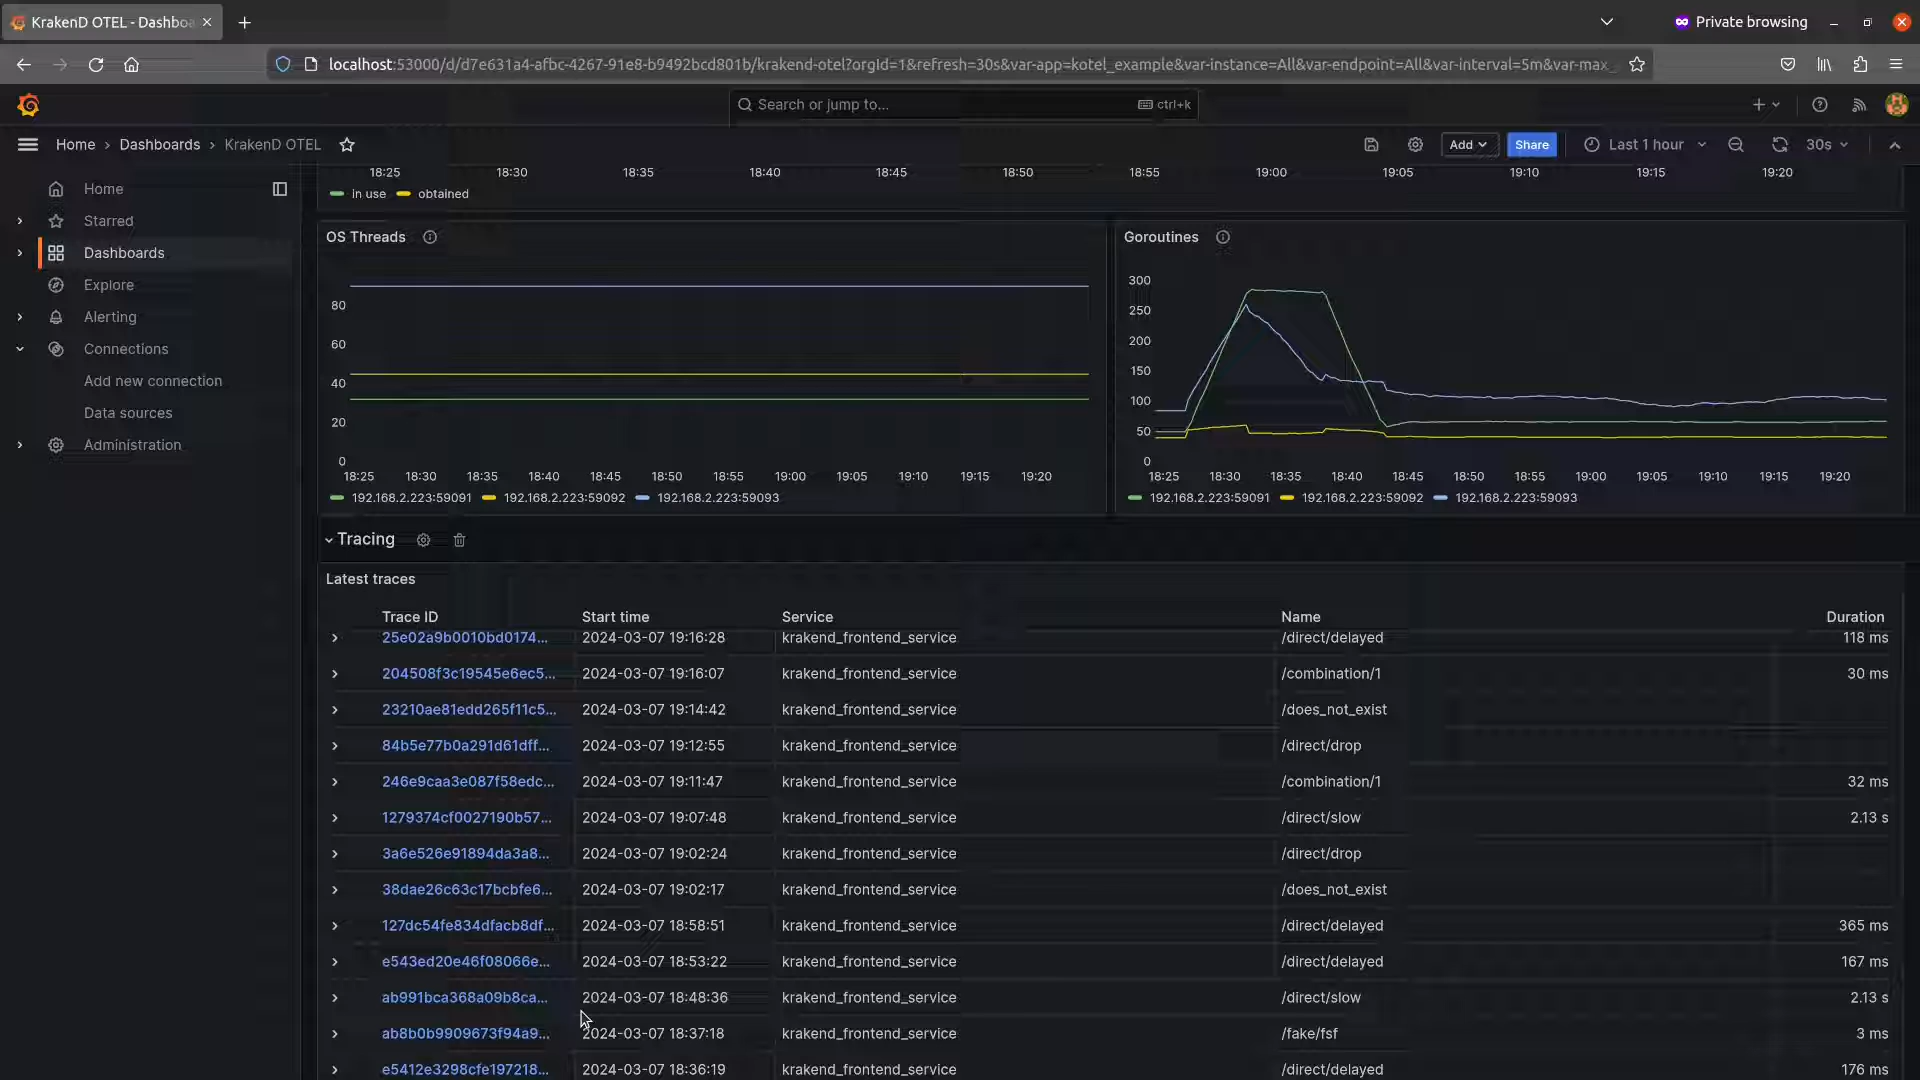 KrakenD OTEL - Dashboa
Private browsing
localhost:53000/d/d7e631a4-afbc-4267-91e8-b9492bcd801b/krakend-otel?orgId=1&refresh=30s&var-app=kotel_example&var-instance=All&var-endpoint=All&var-interval=5m&var-max_
Search or jump to...
ctrl+k
Home
Dashboards
KrakenD OTEL
Add
Share
Last 1 hour
30s
Home
Starred
Dashboards
Explore
Alerting
Connections
Add new connection
Data sources
Administration
18:25 18:30 18:35 18:40 18:45 18:50 18:55 19:00 19:05 19:10 19:15 19:20
in use obtained
OS Threads
80
60
40
20
0
18:25 18:30 18:35 18:40 18:45 18:50 18:55 19:00 19:05 19:10 19:15 19:20
192.168.2.223:59091 192.168.2.223:59092 192.168.2.223:59093
Goroutines
300
250
200
150
100
50
0
18:25 18:30 18:35 18:40 18:45 18:50 18:55 19:00 19:05 19:10 19:15 19:20
192.168.2.223:59091 192.168.2.223:59092 192.168.2.223:59093
Tracing
Latest traces
Trace ID Start time Service Name Duration
25e02a9b0010bd0174... 2024-03-07 19:16:28 krakend_frontend_service /direct/delayed 118 ms
204508f3c19545e6ec5... 2024-03-07 19:16:07 krakend_frontend_service /combination/1 30 ms
23210ae81edd265f11c5... 2024-03-07 19:14:42 krakend_frontend_service /does_not_exist
84b5e77b0a291d61dff... 2024-03-07 19:12:55 krakend_frontend_service /direct/drop
246e9caa3e087f58edc... 2024-03-07 19:11:47 krakend_frontend_service /combination/1 32 ms
1279374cf0027190b57... 2024-03-07 19:07:48 krakend_frontend_service /direct/slow 2.13 s
3a6e526e91894da3a8... 2024-03-07 19:02:24 krakend_frontend_service /direct/drop
38dae26c63c17bcbfe6... 2024-03-07 19:02:17 krakend_frontend_service /does_not_exist
127dc54fe834dfacb8df... 2024-03-07 18:58:51 krakend_frontend_service /direct/delayed 365 ms
e543ed20e46f08066e... 2024-03-07 18:53:22 krakend_frontend_service /direct/delayed 167 ms
ab991bca368a09b8ca... 2024-03-07 18:48:36 krakend_frontend_service /direct/slow 2.13 s
ab8b0b9909673f94a9... 2024-03-07 18:37:18 krakend_frontend_service /fake/fsf 3 ms
e5412e3298cfe197218... 2024-03-07 18:36:19 krakend_frontend_service /direct/delayed 176 ms